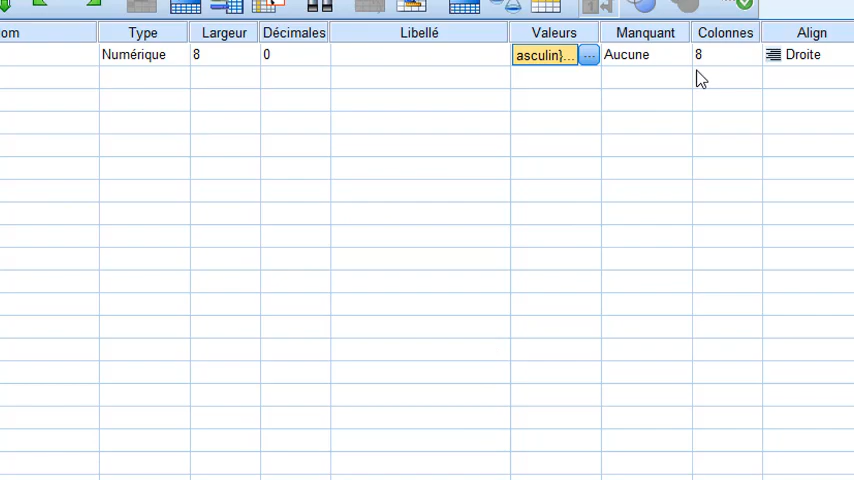 om Type Largeur Décimales Libellé Valeurs Manquant Colonnes Align
Numérique 8 0 asculin}... ... Aucune 8 Droite